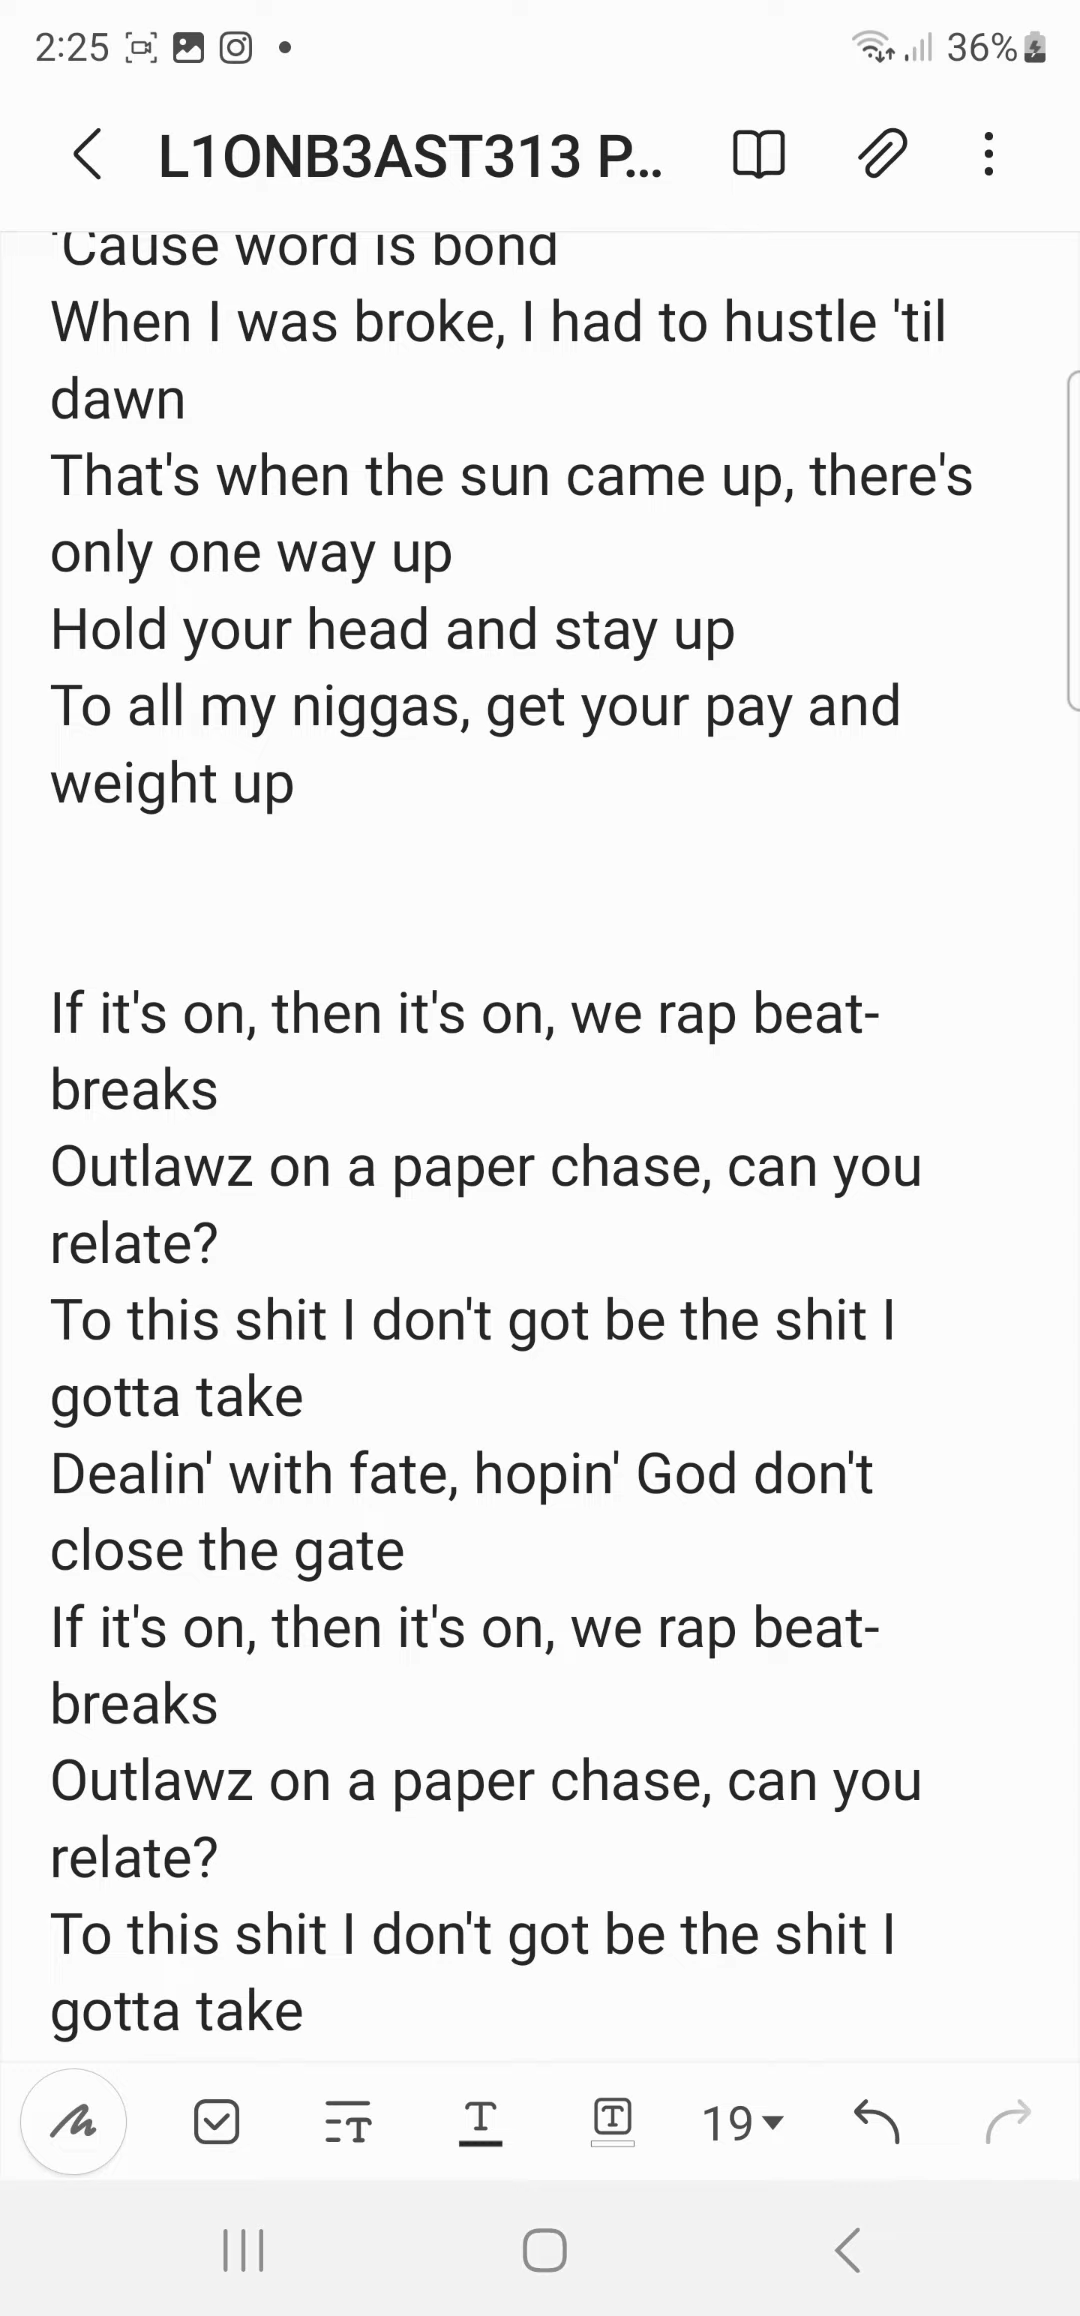 2:25
36%
L10NB3AST313 P...
'Cause word is bond
When I was broke, I had to hustle 'til
dawn
That's when the sun came up, there's
only one way up
Hold your head and stay up
To all my niggas, get your pay and
weight up
If it's on, then it's on, we rap beat-
breaks
Outlawz on a paper chase, can you
relate?
To this shit I don't got be the shit I
gotta take
Dealin' with fate, hopin' God don't
close the gate
If it's on, then it's on, we rap beat-
breaks
Outlawz on a paper chase, can you
relate?
To this shit I don't got be the shit I
gotta take
19